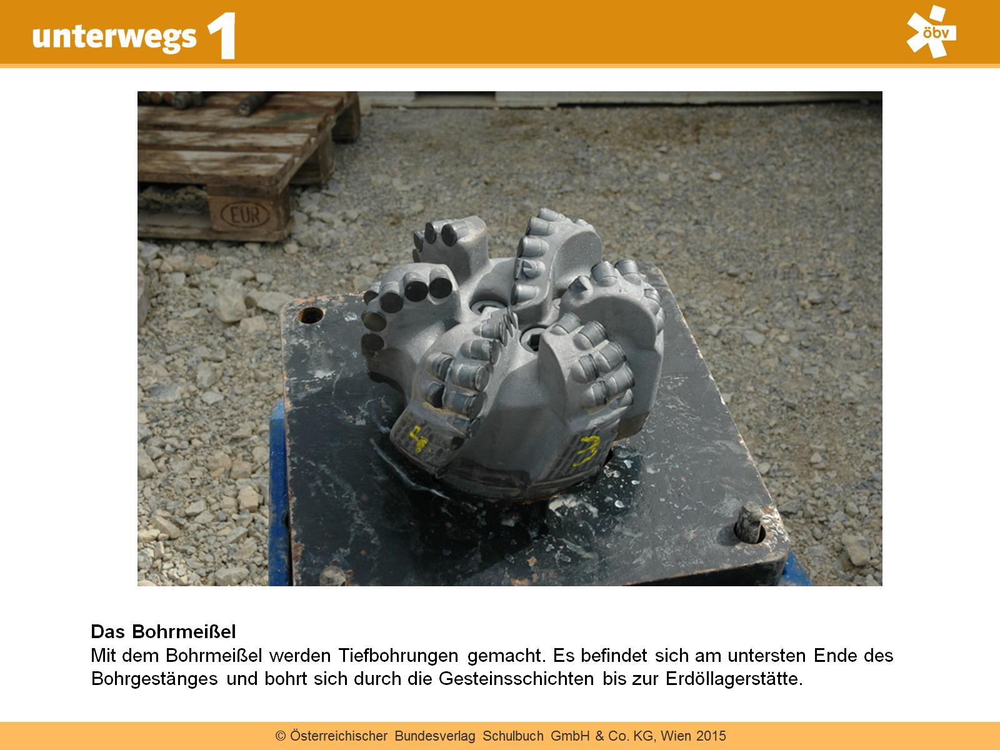 unterwegs 1
öbv
EUR
4
3
Das Bohrmeißel
Mit dem Bohrmeißel werden Tiefbohrungen gemacht. Es befindet sich am untersten Ende des
Bohrgestänges und bohrt sich durch die Gesteinsschichten bis zur Erdöllagerstätte.
© Österreichischer Bundesverlag Schulbuch GmbH & Co. KG, Wien 2015